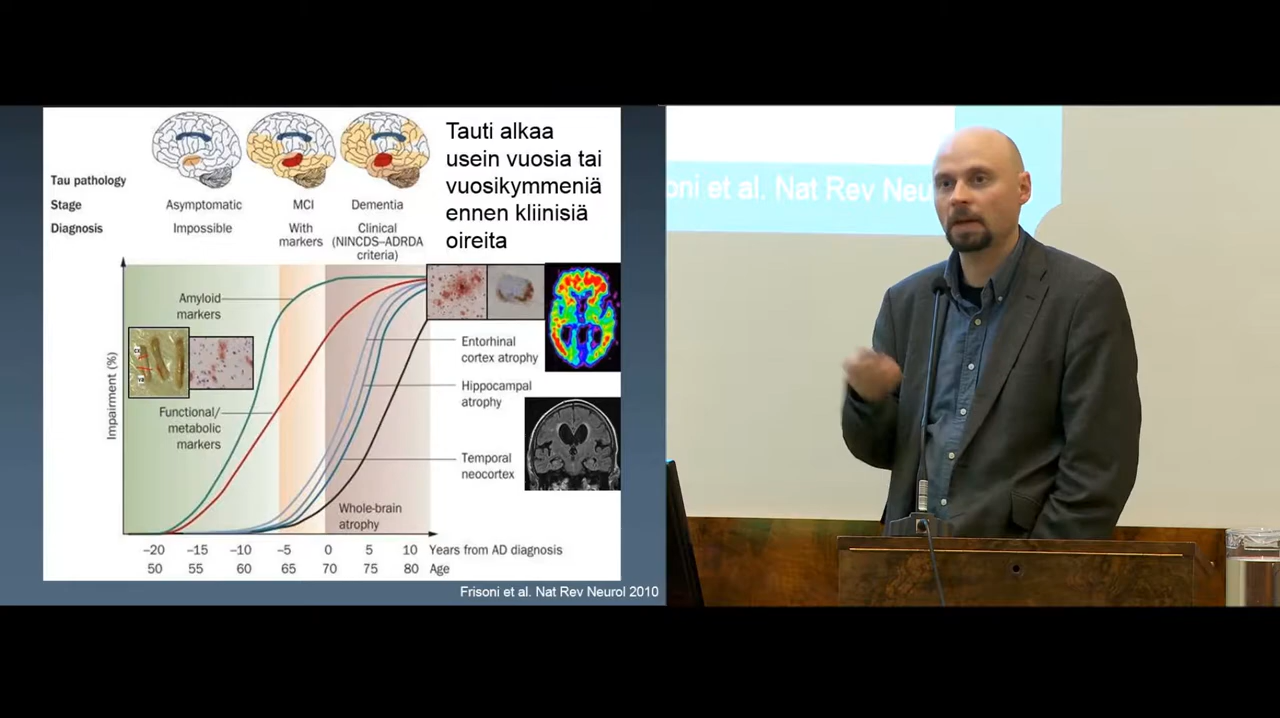 Tauti alkaa
usein vuosia tai
vuosikymmeniä
ennen kliinisiä
oireita
Tau pathology
Stage Asymptomatic MCI Dementia
Diagnosis Impossible With markers Clinical (NINCDS–ADRDA criteria)
Amyloid
markers
Functional/
metabolic
markers
Entorhinal
cortex atrophy
Hippocampal
atrophy
Temporal
neocortex
Whole-brain
atrophy
Impairment (%)
–20 –15 –10 –5 0 5 10 Years from AD diagnosis
50 55 60 65 70 75 80 Age
Frisoni et al. Nat Rev Neurol 2010
oni et al. Nat Rev Neu